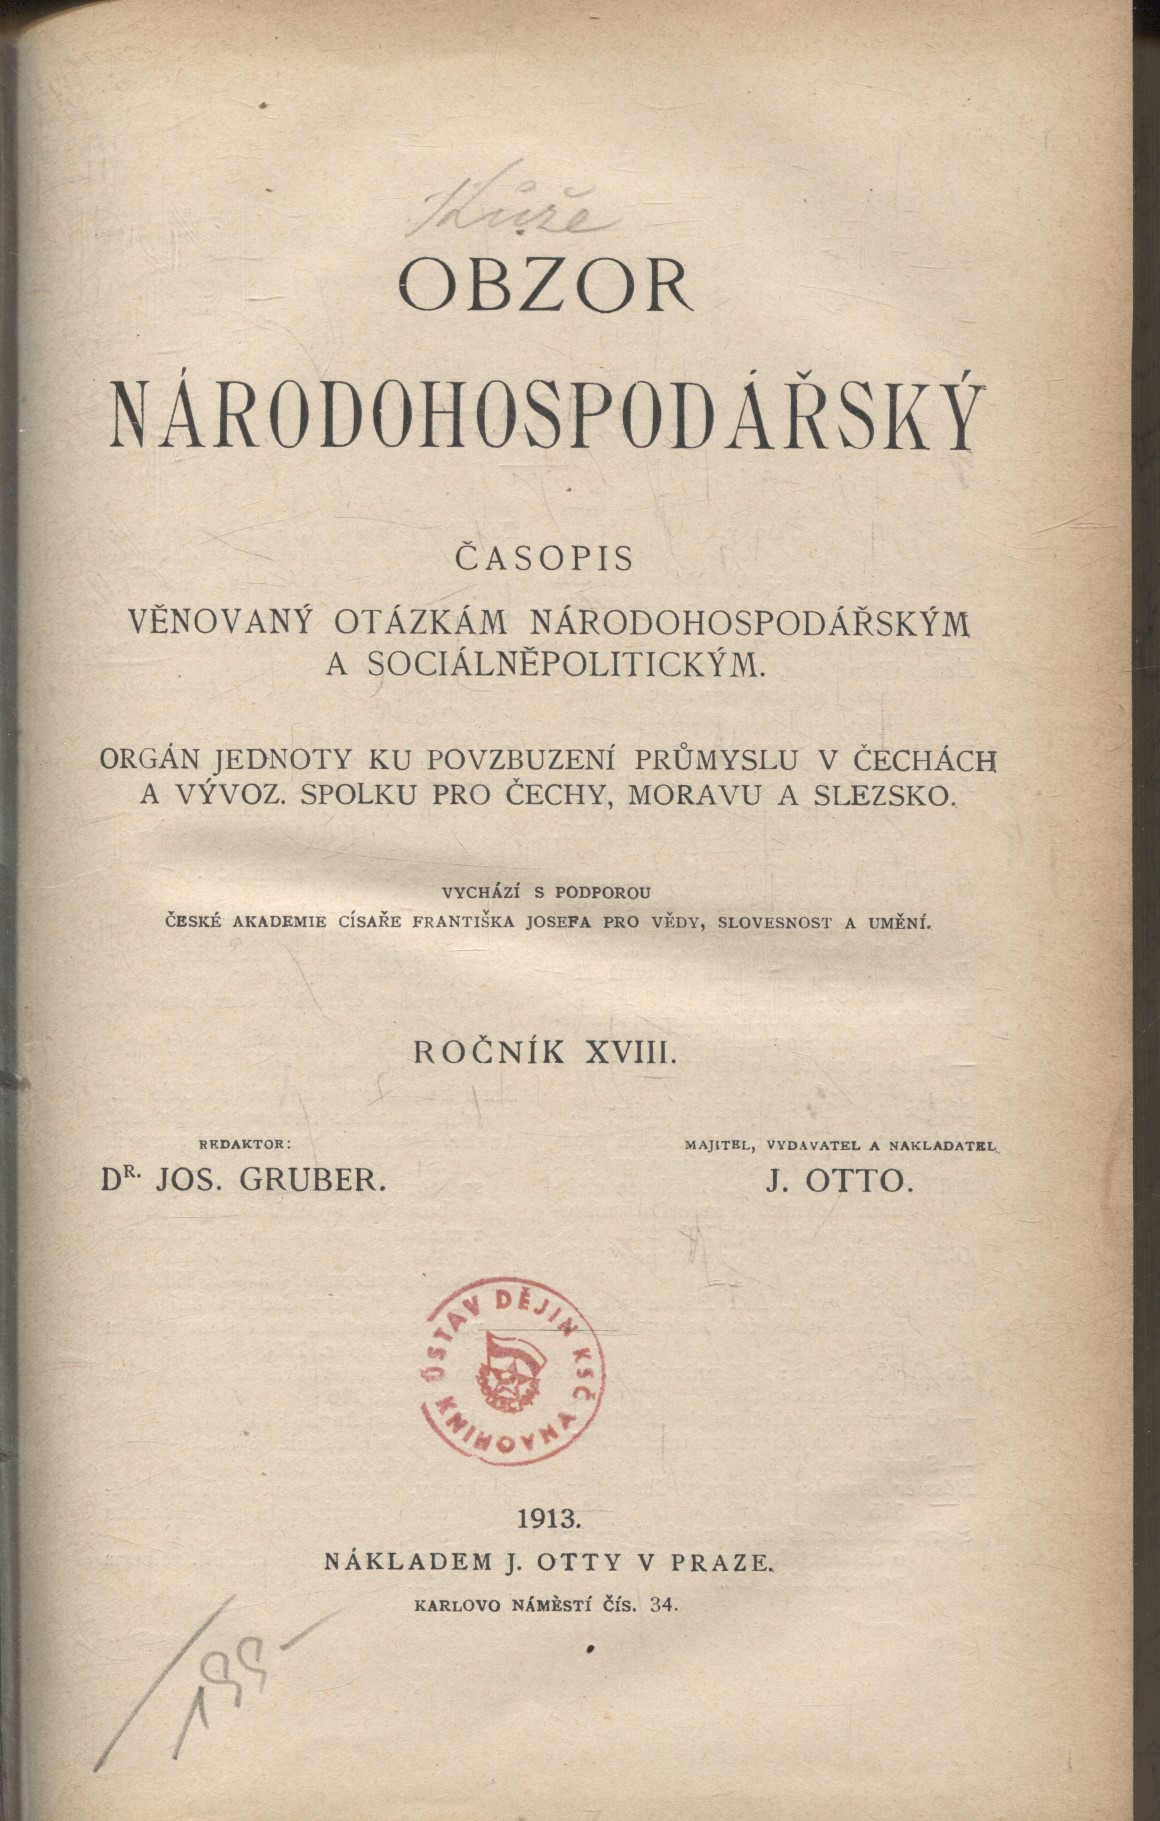 Kůže
OBZOR
NÁRODOHOSPODÁŘSKÝ
ČASOPIS
VĚNOVANÝ OTÁZKÁM NÁRODOHOSPODÁŘSKÝM
A SOCIÁLNĚPOLITICKÝM.
ORGÁN JEDNOTY KU POVZBUZENÍ PRŮMYSLU V ČECHÁCH
A VÝVOZ. SPOLKU PRO ČECHY, MORAVU A SLEZSKO.
VYCHÁZÍ S PODPOROU
ČESKÉ AKADEMIE CÍSAŘE FRANTIŠKA JOSEFA PRO VĚDY, SLOVESNOST A UMĚNÍ.
ROČNÍK XVIII.
REDAKTOR:
DR. JOS. GRUBER.
MAJITEL, VYDAVATEL A NAKLADATEL
J. OTTO.
ÚSTAV DĚJIN KSČ
KNIHOVNA
1913.
NÁKLADEM J. OTTY V PRAZE.
KARLOVO NÁMĚSTÍ ČÍS. 34.
199-